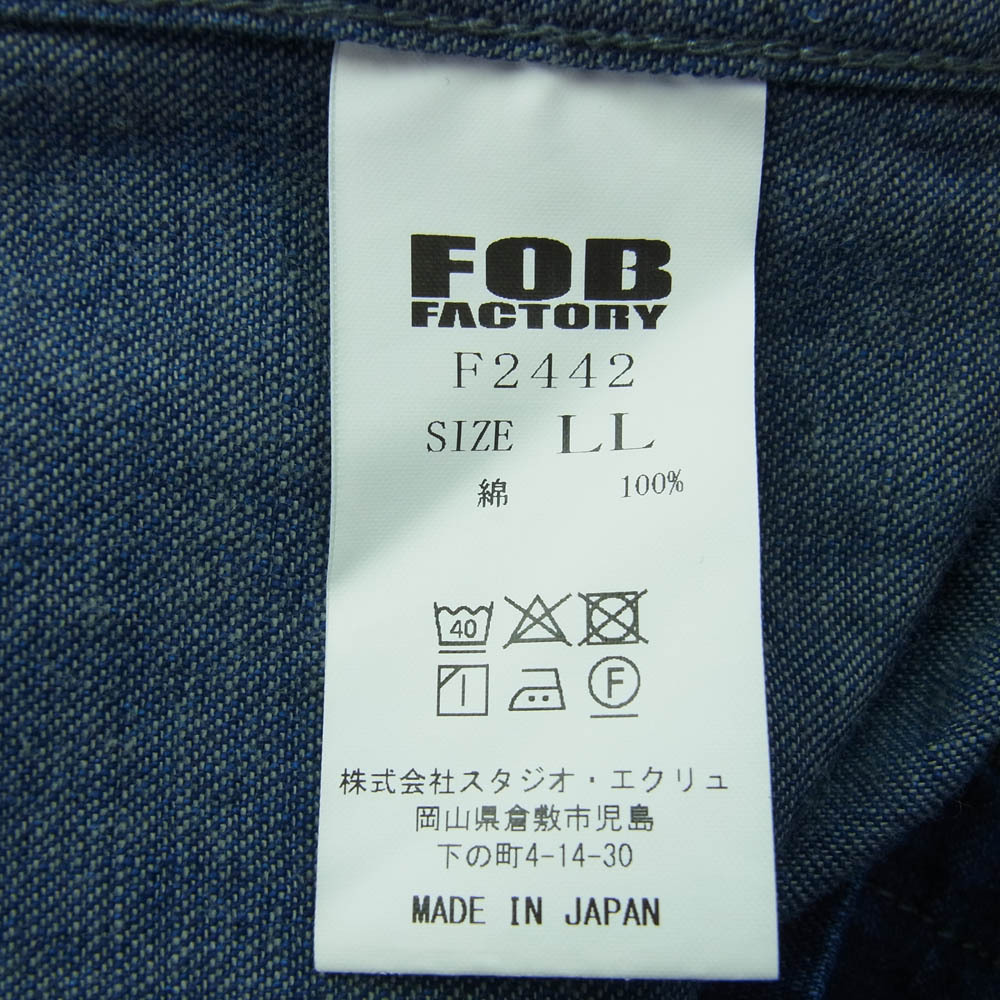 FOB
FACTORY
F2442
SIZE LL
綿 100%
40
F
株式会社スタジオ・エクリュ
岡山県倉敷市児島
下の町4-14-30
MADE IN JAPAN